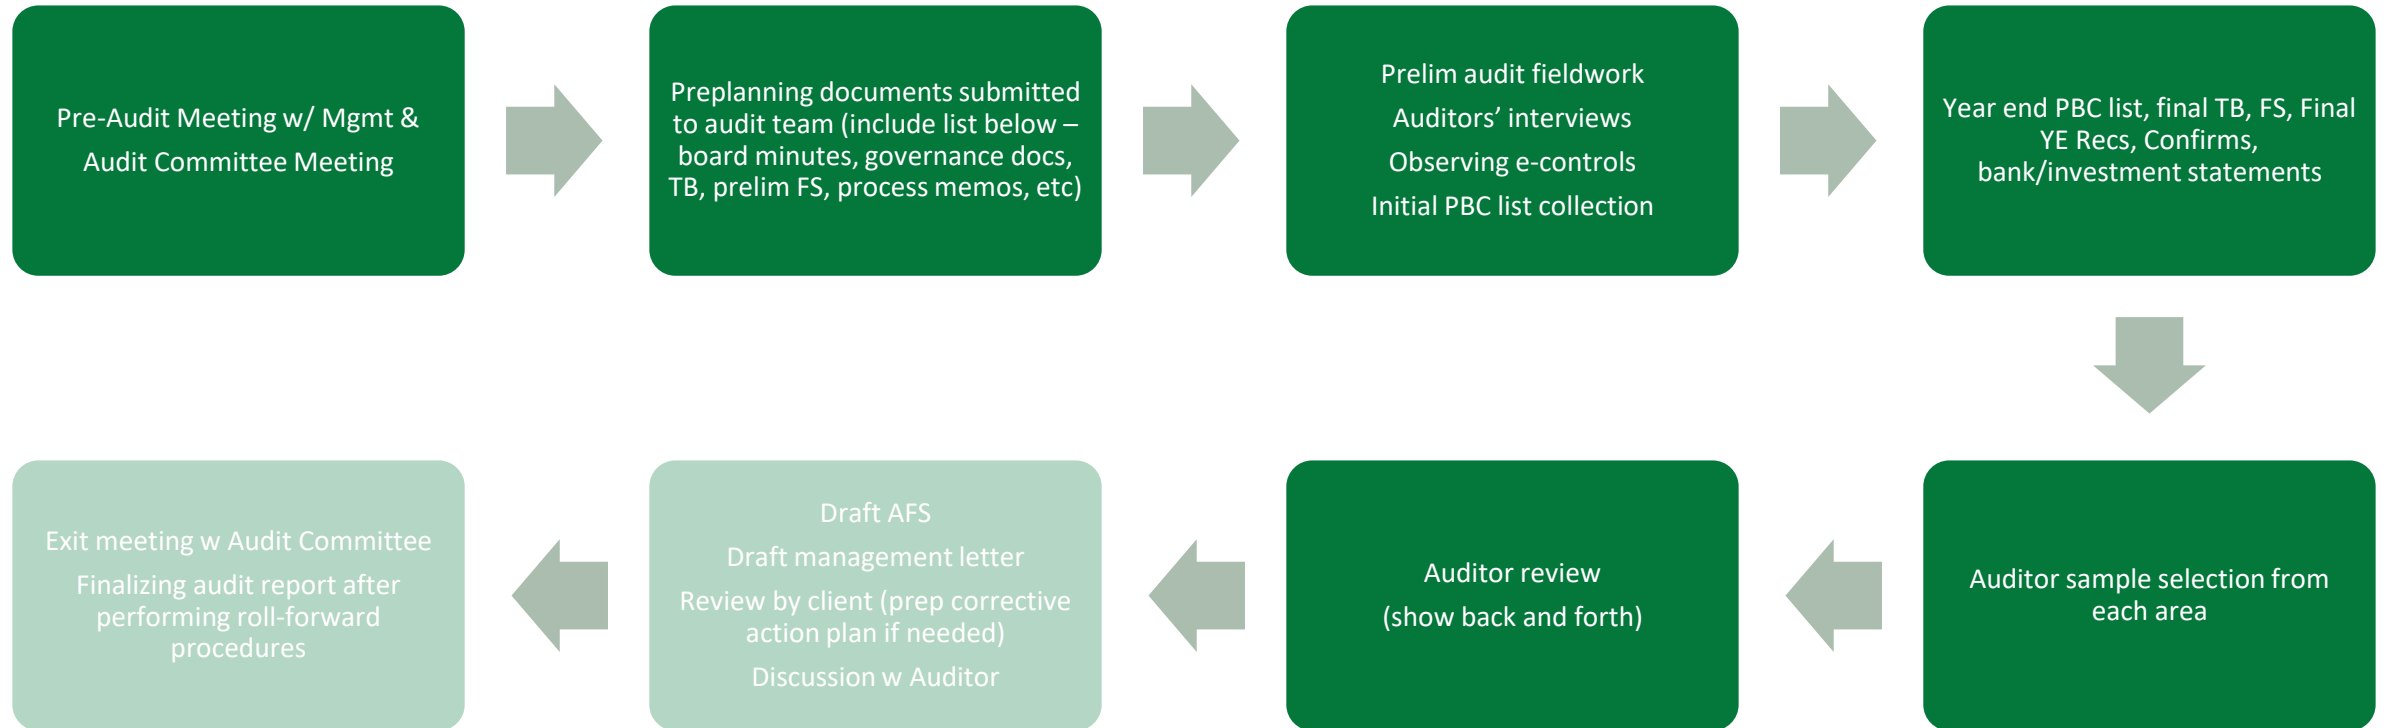 Pre-Audit Meeting w/ Mgmt &
Audit Committee Meeting
Preplanning documents submitted
to audit team (include list below –
board minutes, governance docs,
TB, prelim FS, process memos, etc)
Prelim audit fieldwork
Auditors’ interviews
Observing e-controls
Initial PBC list collection
Year end PBC list, final TB, FS, Final
YE Recs, Confirms,
bank/investment statements
Auditor sample selection from
each area
Auditor review
(show back and forth)
Draft AFS
Draft management letter
Review by client (prep corrective
action plan if needed)
Discussion w Auditor
Exit meeting w Audit Committee
Finalizing audit report after
performing roll-forward
procedures